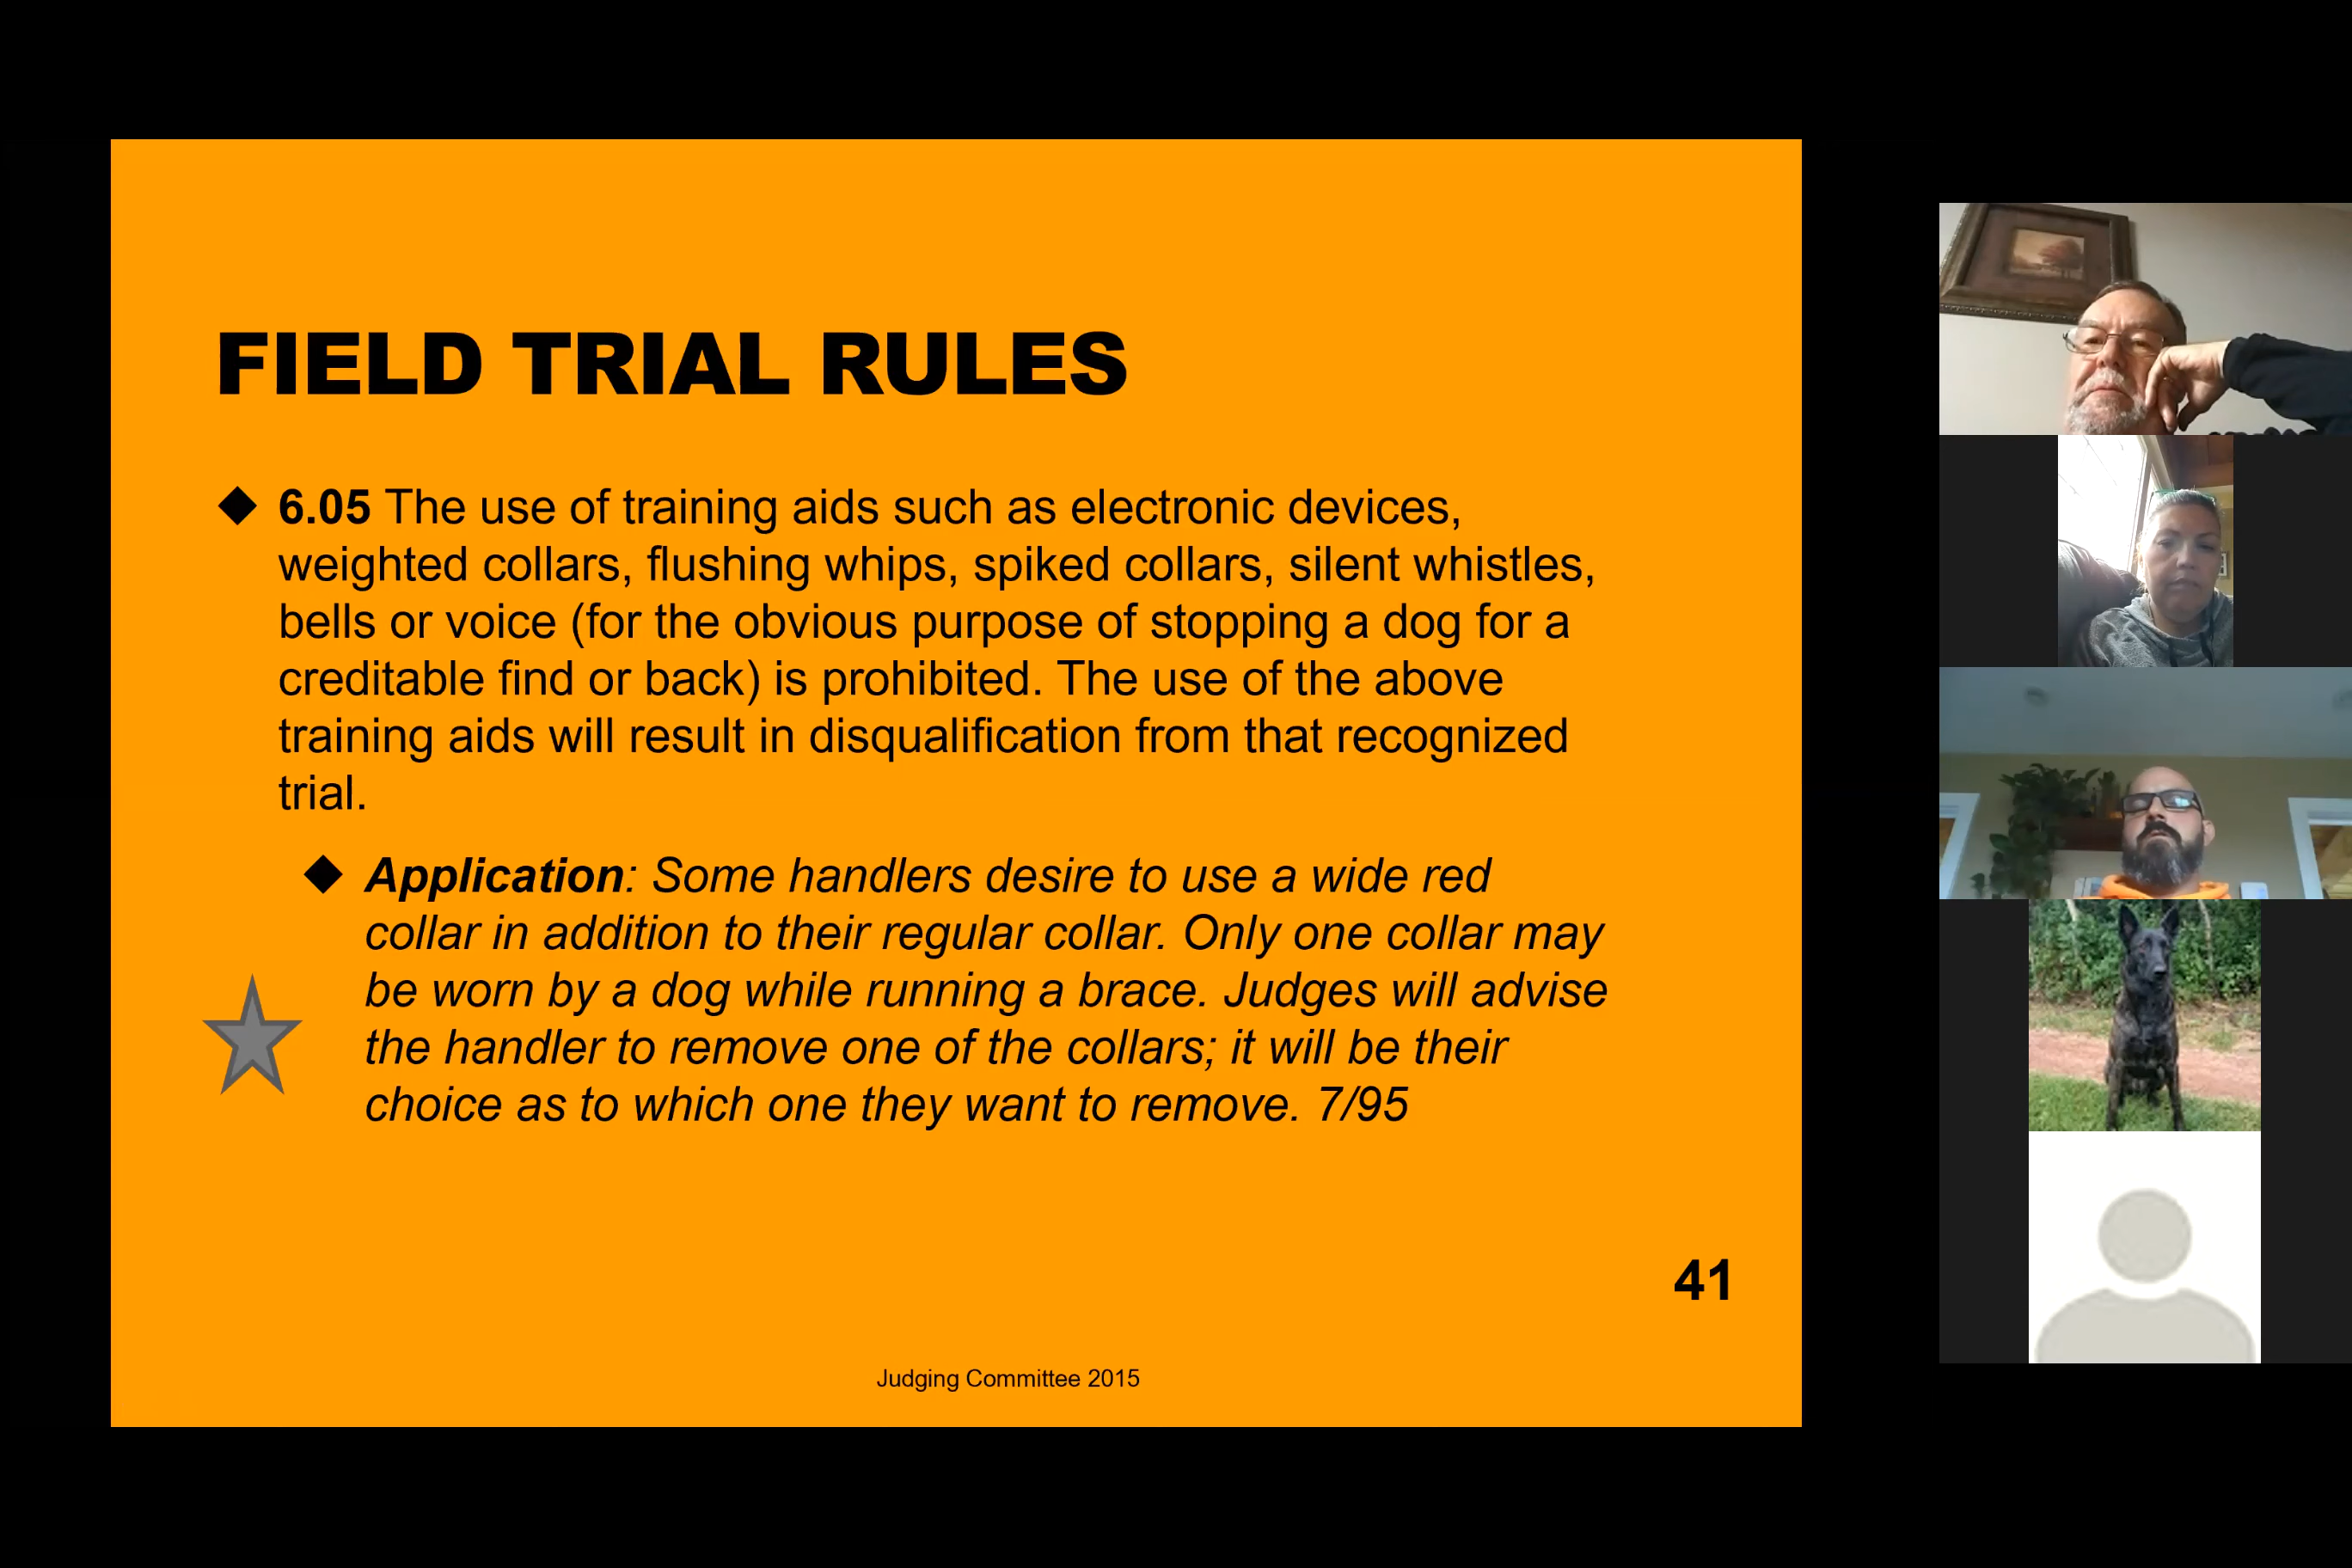 FIELD TRIAL RULES
6.05 The use of training aids such as electronic devices,
weighted collars, flushing whips, spiked collars, silent whistles,
bells or voice (for the obvious purpose of stopping a dog for a
creditable find or back) is prohibited. The use of the above
training aids will result in disqualification from that recognized
trial.
Application: Some handlers desire to use a wide red
collar in addition to their regular collar. Only one collar may
be worn by a dog while running a brace. Judges will advise
the handler to remove one of the collars; it will be their
choice as to which one they want to remove. 7/95
41
Judging Committee 2015